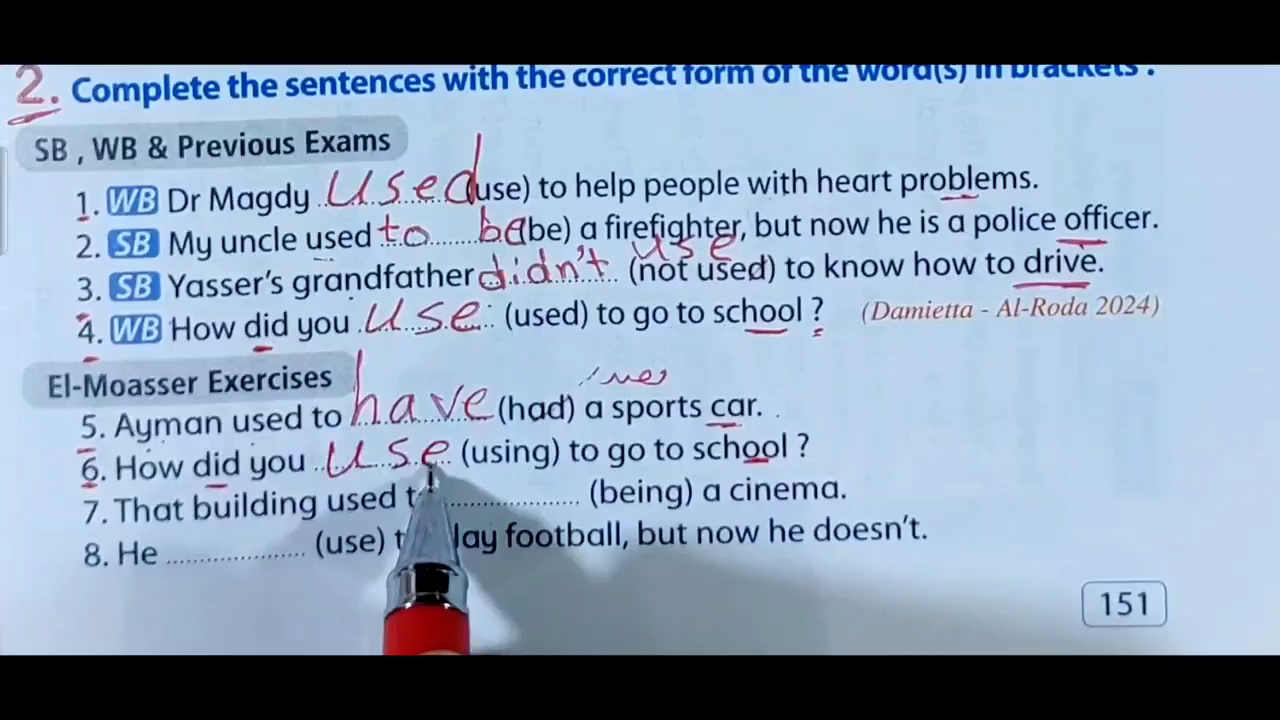 2. Complete the sentences with the correct form of the word(s) in brackets :
SB , WB & Previous Exams
1. WB Dr Magdy used (use) to help people with heart problems.
2. SB My uncle used to be (be) a firefighter, but now he is a police officer.
3. SB Yasser's grandfather didn't use (not used) to know how to drive.
4. WB How did you use (used) to go to school ? (Damietta - Al-Roda 2024)
El-Moasser Exercises
5. Ayman used to have (had) a sports car.
6. How did you use (using) to go to school ?
7. That building used ............ (being) a cinema.
8. He ............ (use) football, but now he doesn't.
151